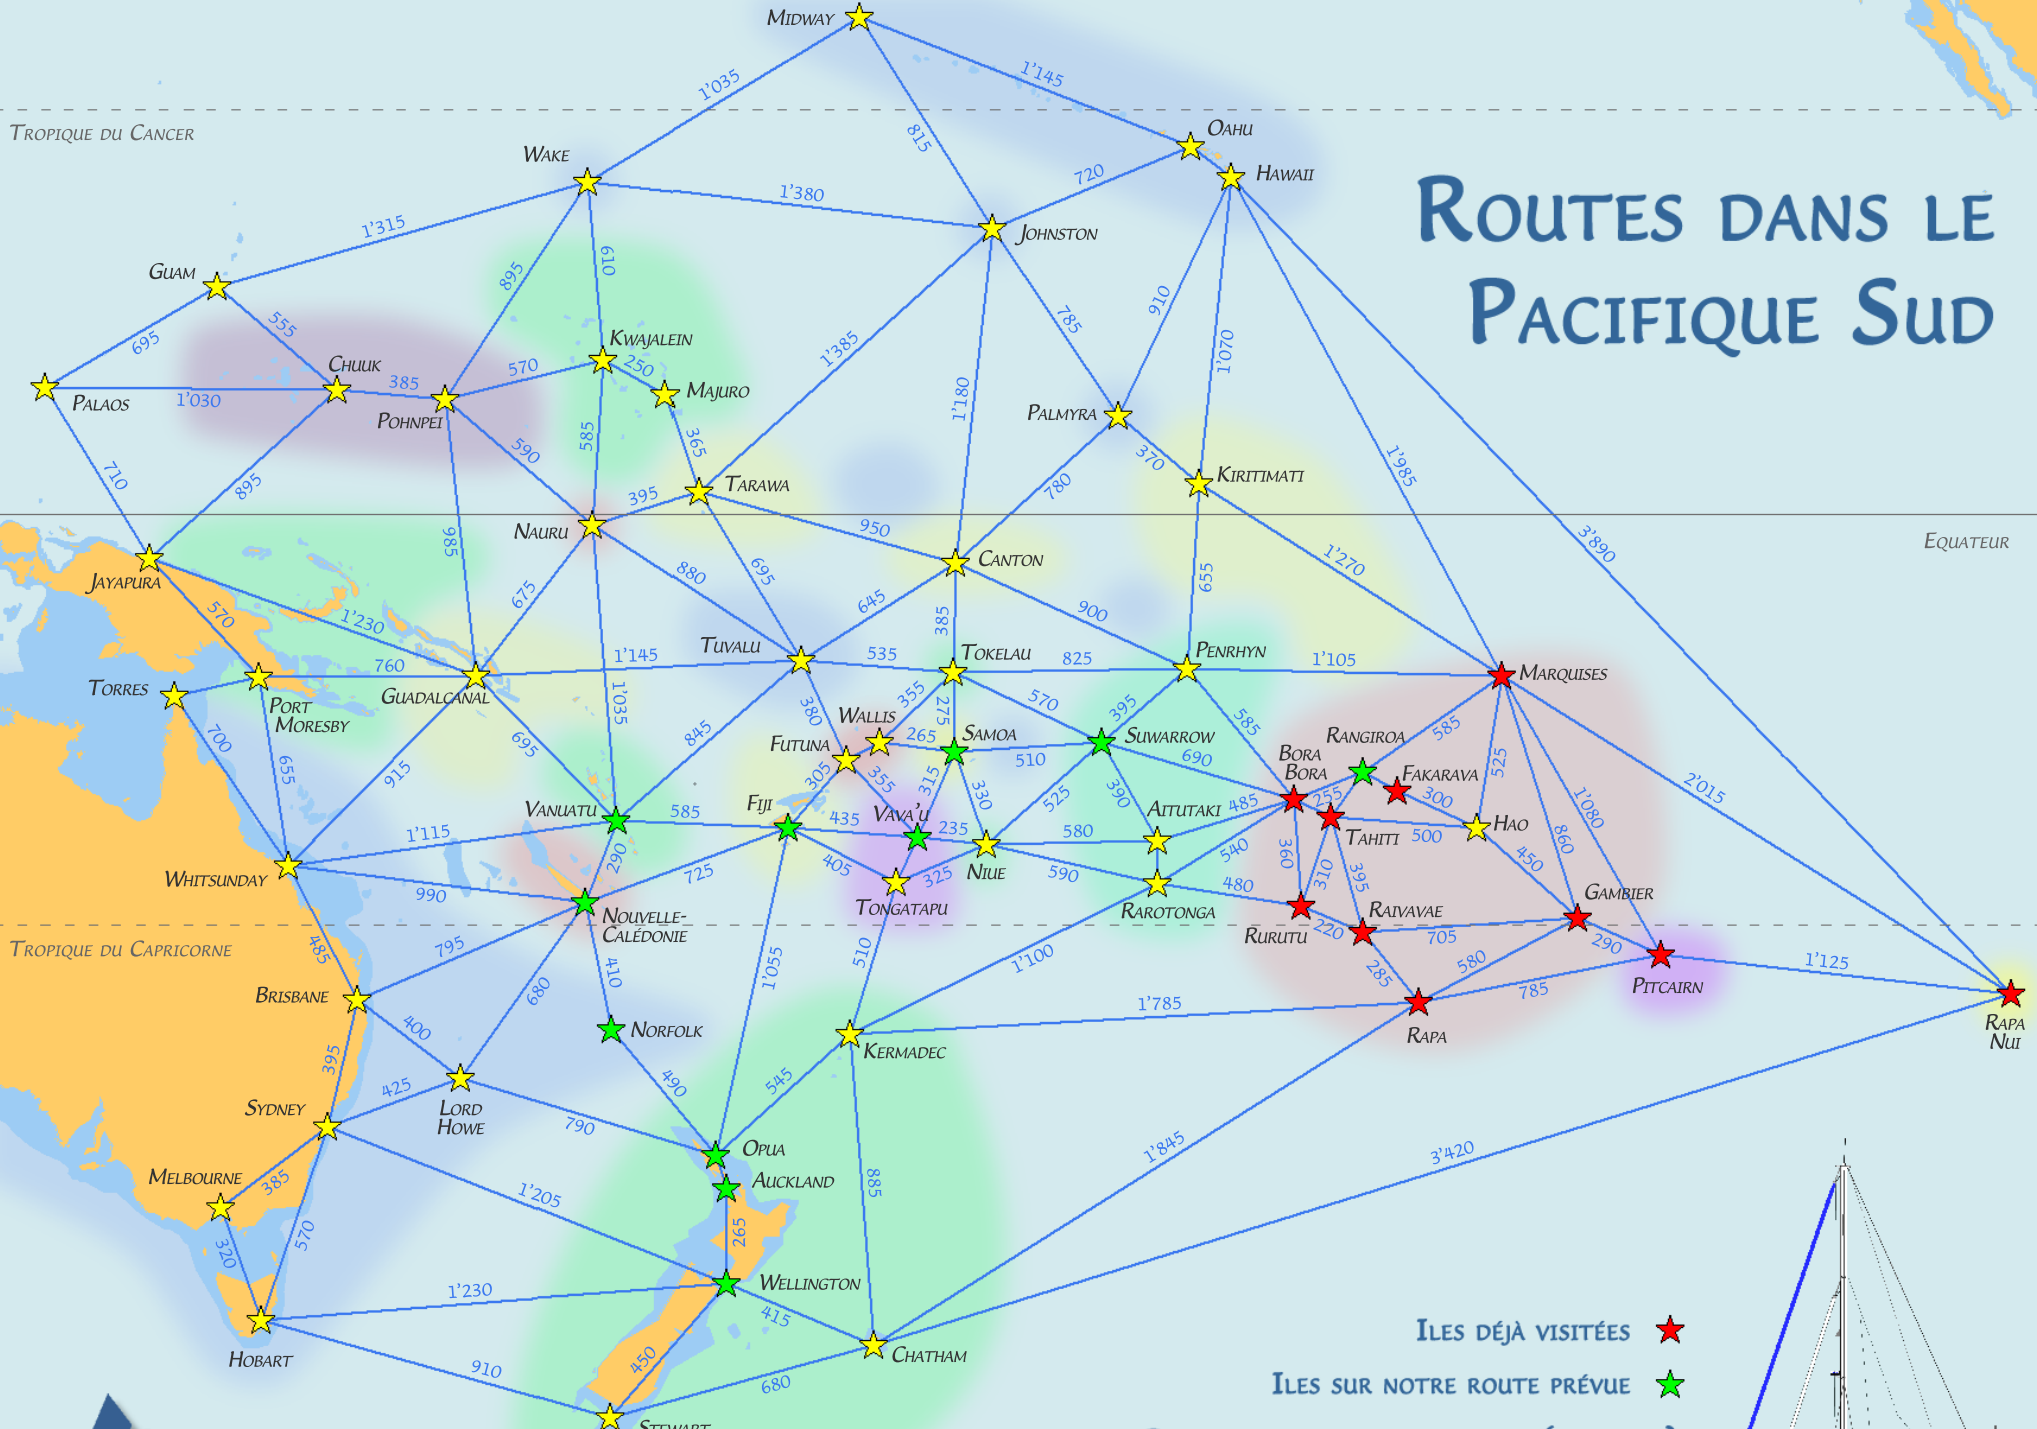 Midway
1'035
1'145
Tropique du Cancer
815
Oahu
Wake
720
Hawaii
1'380
Routes dans le
Pacifique Sud
1'315
Johnston
Guam
895
610
555
695
785
910
1'385
1'070
Kwajalein
Chuuk
570
250
385
Majuro
Palaos
1'030
Pohnpei
1'180
Palmyra
585
365
590
370
1'985
710
895
780
Kiritimati
Tarawa
395
Nauru
950
985
3'890
Equateur
Canton
1'270
Jayapura
880
695
675
655
645
900
570
1'230
385
Tuvalu
Tokelau
Penrhyn
760
1'145
535
825
1'105
Marquises
Torres
Guadalcanal
Port
Moresby
1'035
380
355
275
570
395
585
Wallis
700
695
845
Futuna
265
Samoa
Suwarrow
Rangiroa
585
655
915
510
690
Bora
Bora
525
Fakarava
305
355
315
330
525
390
2'015
Fiji
Vanuatu
585
435
Vava'u
235
580
Aitutaki
485
255
300
1'080
1'115
500
Hao
Tahiti
860
290
405
325
Niue
590
540
360
310
395
450
Whitsunday
990
725
480
Tongatapu
Rarotonga
Gambier
Nouvelle-
Calédonie
Raivavae
Tropique du Capricorne
485
795
510
1'100
Rurutu
220
705
290
410
1'055
580
285
1'125
Brisbane
680
785
Pitcairn
1'785
Rapa
Nui
400
Norfolk
Rapa
395
Kermadec
425
490
545
Sydney
Lord
Howe
790
Opua
1'845
3'420
Melbourne
385
Auckland
885
1'205
570
320
265
1'230
Wellington
415
Iles déjà visitées
Hobart
450
Chatham
910
680
Iles sur notre route prévue
Stewart